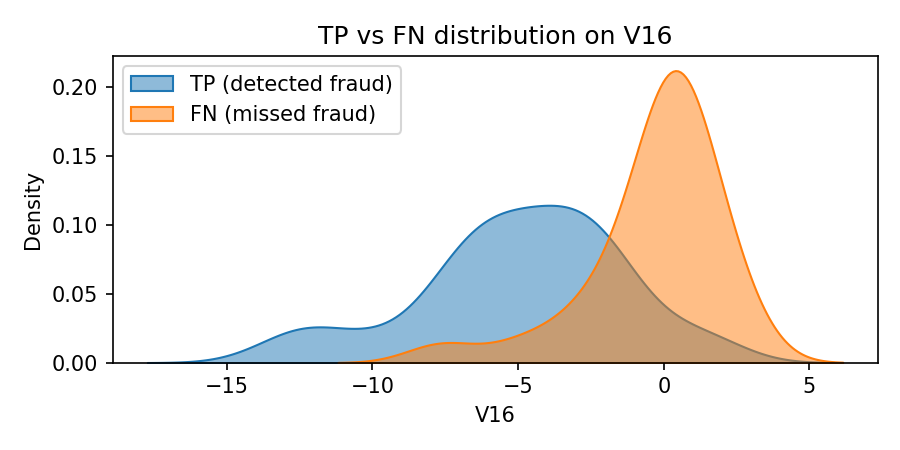 TP vs FN distribution on V16
TP (detected fraud)
FN (missed fraud)
Density
0.20
0.15
0.10
0.05
0.00
−15
−10
−5
0
5
V16